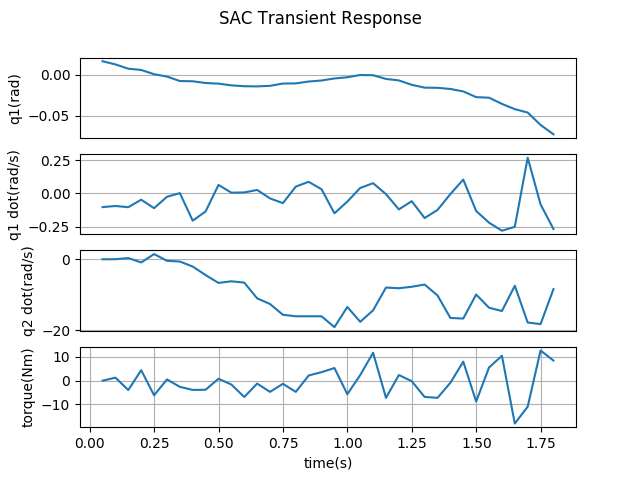 SAC Transient Response
0.00
−0.05
q1(rad)
0.25
0.00
−0.25
q1 dot(rad/s)
0
−20
q2 dot(rad/s)
10
0
−10
torque(Nm)
0.00 0.25 0.50 0.75 1.00 1.25 1.50 1.75
time(s)